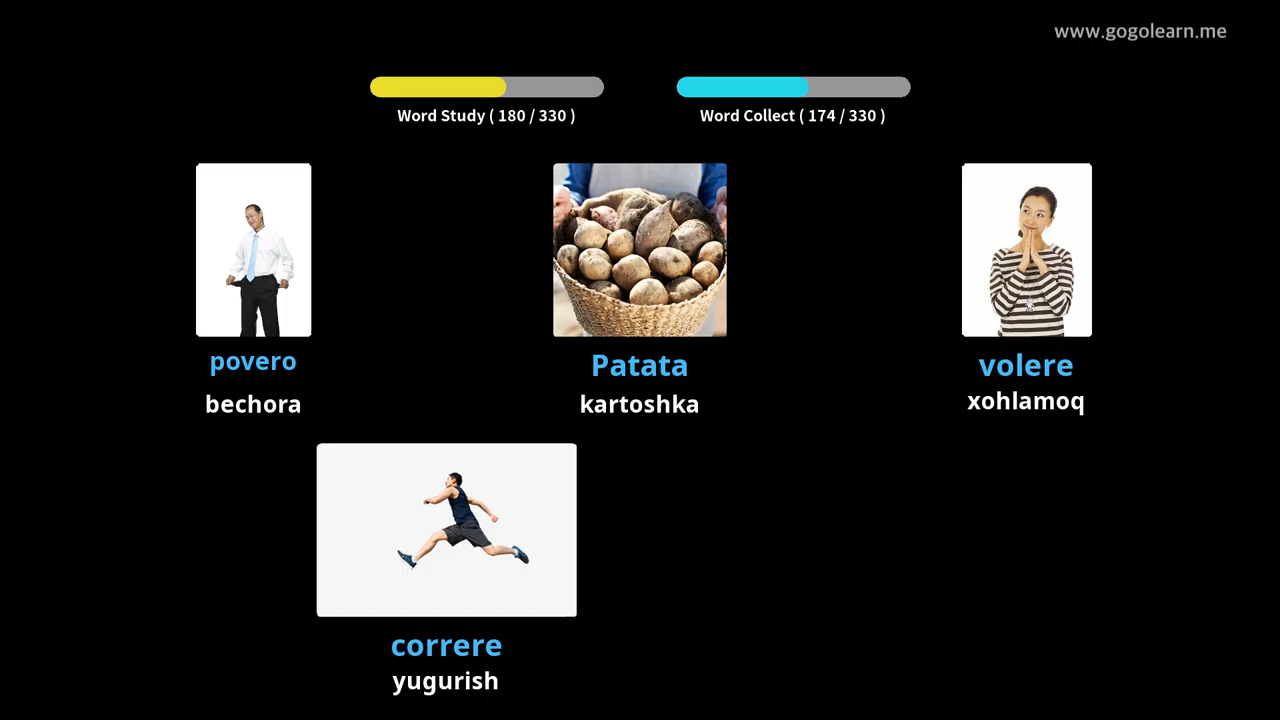 www.gogolearn.me
Word Study ( 180 / 330 )
Word Collect ( 174 / 330 )
povero
bechora
Patata
kartoshka
volere
xohlamoq
correre
yugurish